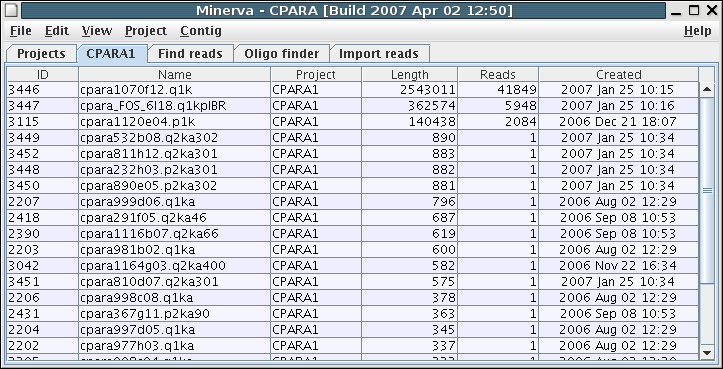 Minerva - CPARA [Build 2007 Apr 02 12:50]
File Edit View Project Contig Help
Projects CPARA1 Find reads Oligo finder Import reads
ID Name Project Length Reads Created
3446 cpara1070f12.q1k CPARA1 2543011 41849 2007 Jan 25 10:15
3447 cpara_FOS_6I18.q1kpIBR CPARA1 362574 5948 2007 Jan 25 10:16
3115 cpara1120e04.p1k CPARA1 140438 2084 2006 Dec 21 18:07
3449 cpara532b08.q2ka302 CPARA1 890 1 2007 Jan 25 10:34
3452 cpara811h12.q2ka301 CPARA1 883 1 2007 Jan 25 10:34
3448 cpara232h03.p2ka301 CPARA1 882 1 2007 Jan 25 10:34
3450 cpara890e05.p2ka302 CPARA1 881 1 2007 Jan 25 10:34
2207 cpara999d06.q1ka CPARA1 796 1 2006 Aug 02 12:29
2418 cpara291f05.q2ka46 CPARA1 687 1 2006 Sep 08 10:53
2390 cpara1116b07.q2ka66 CPARA1 619 1 2006 Sep 08 10:53
2203 cpara981b02.q1ka CPARA1 600 1 2006 Aug 02 12:29
3042 cpara1164g03.q2ka400 CPARA1 582 1 2006 Nov 22 16:34
3451 cpara810d07.q2ka301 CPARA1 575 1 2007 Jan 25 10:34
2206 cpara998c08.q1ka CPARA1 378 1 2006 Aug 02 12:29
2431 cpara367g11.p2ka90 CPARA1 363 1 2006 Sep 08 10:53
2204 cpara997d05.q1ka CPARA1 345 1 2006 Aug 02 12:29
2202 cpara977h03.q1ka CPARA1 337 1 2006 Aug 02 12:29